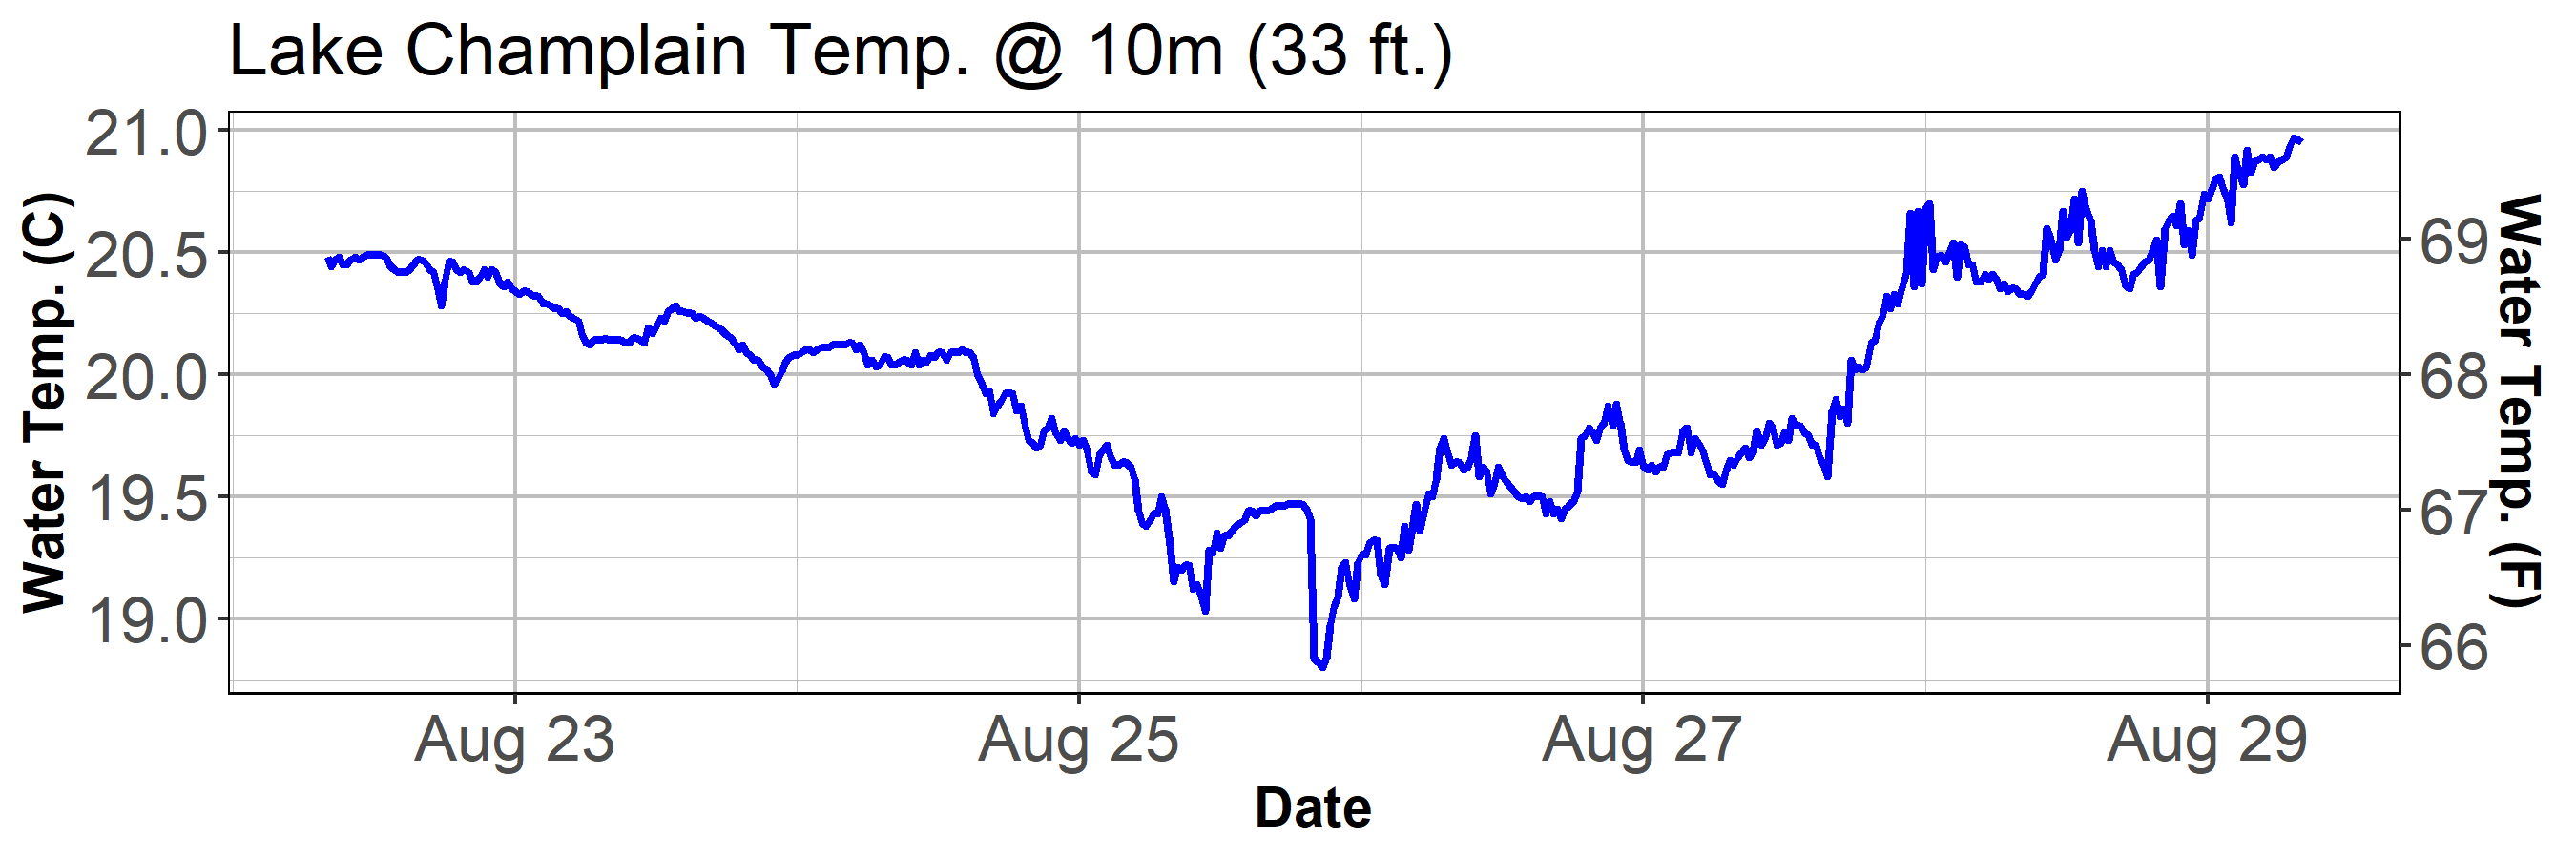 Lake Champlain Temp. @ 10m (33 ft.)
Water Temp. (C)
21.0
20.5
20.0
19.5
19.0
69
68
67
66
Water Temp. (F)
Aug 23
Aug 25
Aug 27
Aug 29
Date